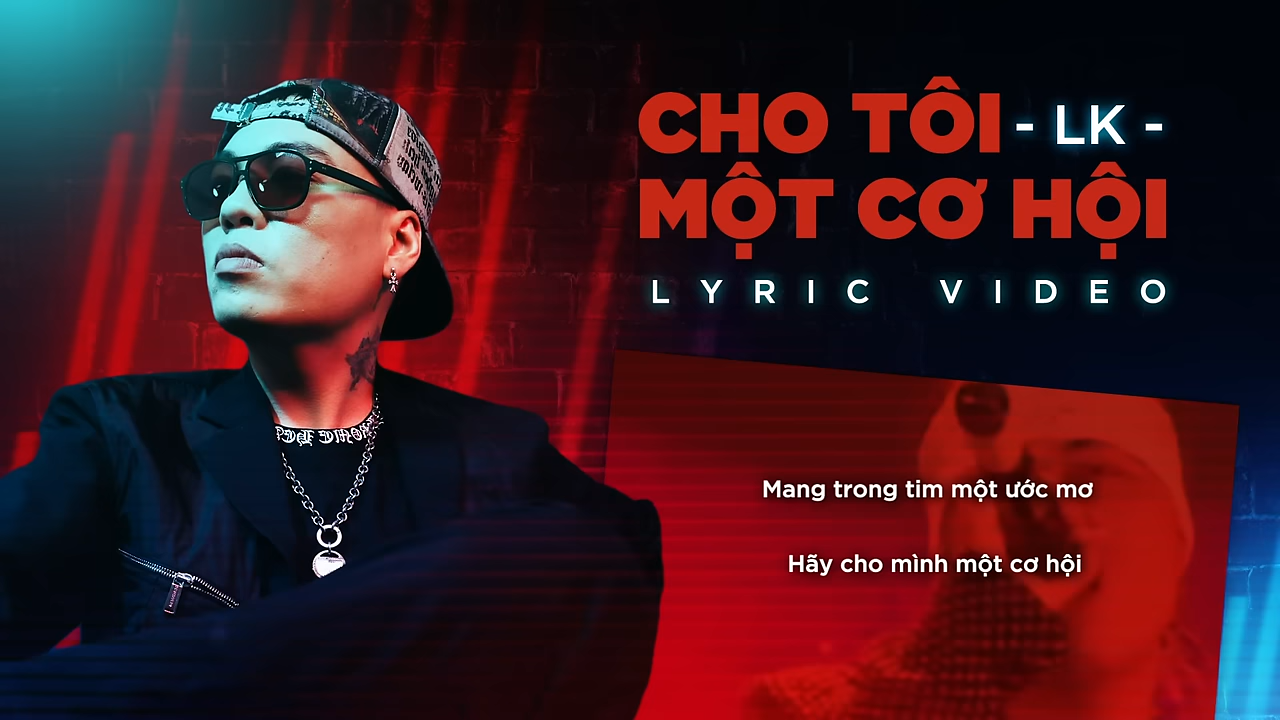 CHO TÔI - LK -
MỘT CƠ HỘI
LYRIC VIDEO
Mang trong tim một ước mơ
Hãy cho mình một cơ hội